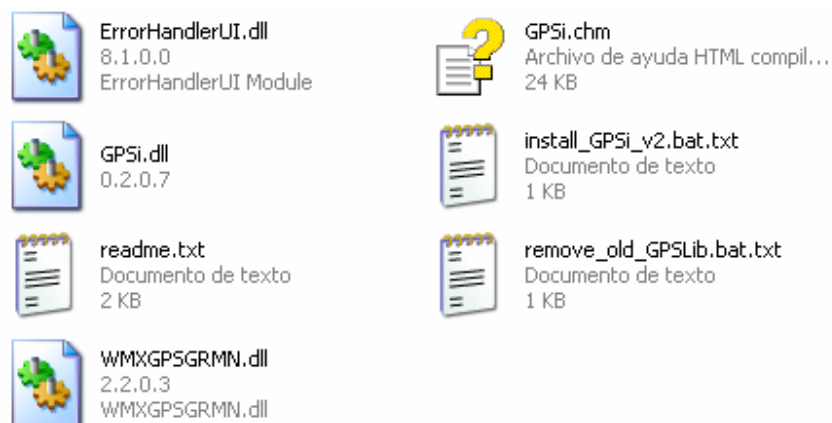 ErrorHandlerUI.dll
8.1.0.0
ErrorHandlerUI Module
GPSi.chm
Archivo de ayuda HTML compil...
24 KB
GPSi.dll
0.2.0.7
install_GPSi_v2.bat.txt
Documento de texto
1 KB
readme.txt
Documento de texto
2 KB
remove_old_GPSLib.bat.txt
Documento de texto
1 KB
WMXGPSGRMN.dll
2.2.0.3
WMXGPSGRMN.dll